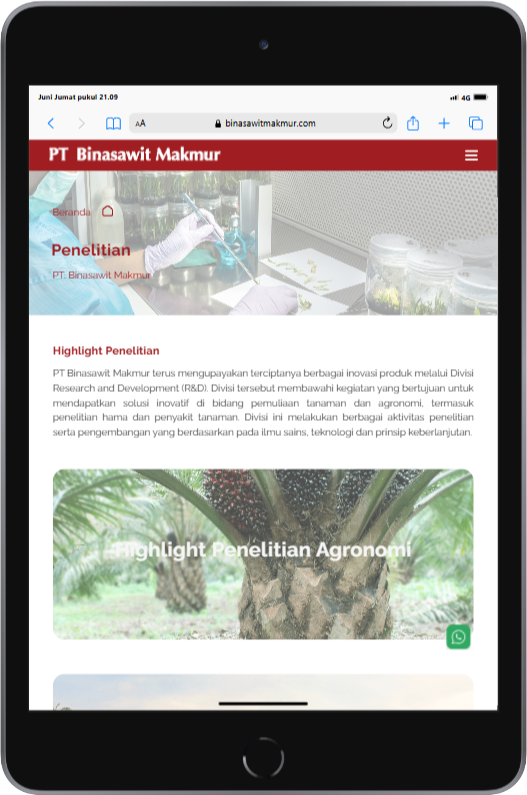 Juni Jumat pukul 21.09
4G
AA
binasawitmakmur.com
PT Binasawit Makmur
Beranda
Penelitian
PT. Binasawit Makmur
Highlight Penelitian
PT Binasawit Makmur terus mengupayakan terciptanya berbagai inovasi produk melalui Divisi
Research and Development (R&D). Divisi tersebut membawahi kegiatan yang bertujuan untuk
mendapatkan solusi inovatif di bidang pemuliaan tanaman dan agronomi, termasuk
penelitian hama dan penyakit tanaman. Divisi ini melakukan berbagai aktivitas penelitian
serta pengembangan yang berdasarkan pada ilmu sains, teknologi dan prinsip keberlanjutan.
Highlight Penelitian Agronomi